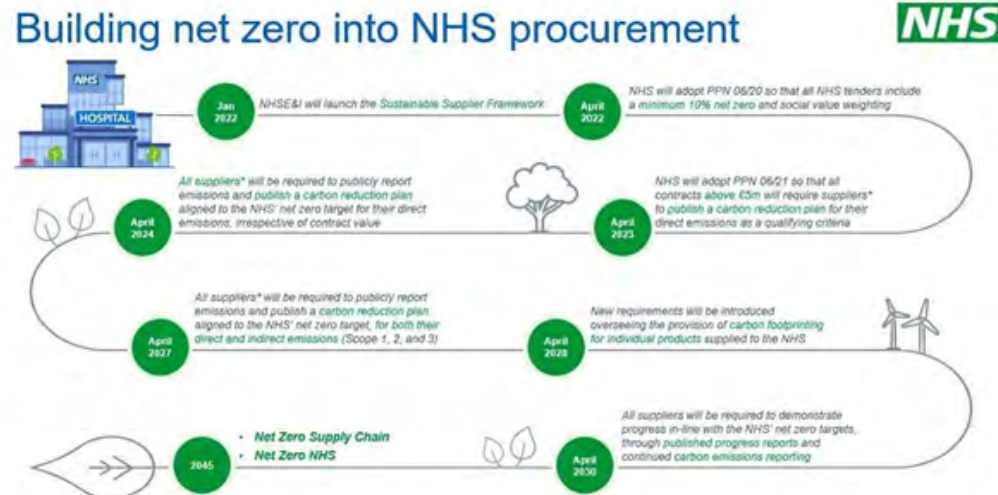 Building net zero into NHS procurement
NHS
NHS
HOSPITAL
Jan
2022
NHSE&I will launch the Sustainable Supplier Framework
April
2022
NHS will adopt PPN 06/20 so that all NHS tenders include
a minimum 10% net zero and social value weighting
April
2023
NHS will adopt PPN 06/21 so that all
contracts above £5m will require suppliers*
to publish a carbon reduction plan for their
direct emissions as a qualifying criteria
April
2024
All suppliers* will be required to publicly report
emissions and publish a carbon reduction plan
aligned to the NHS' net zero target for their direct
emissions, irrespective of contract value
April
2027
All suppliers* will be required to publicly report
emissions and publish a carbon reduction plan
aligned to the NHS' net zero target, for both their
direct and indirect emissions (Scope 1, 2, and 3)
April
2028
New requirements will be introduced
overseeing the provision of carbon footprinting
for individual products supplied to the NHS
April
2030
All suppliers will be required to demonstrate
progress in-line with the NHS' net zero targets,
through published progress reports and
continued carbon emissions reporting
2045
• Net Zero Supply Chain
• Net Zero NHS